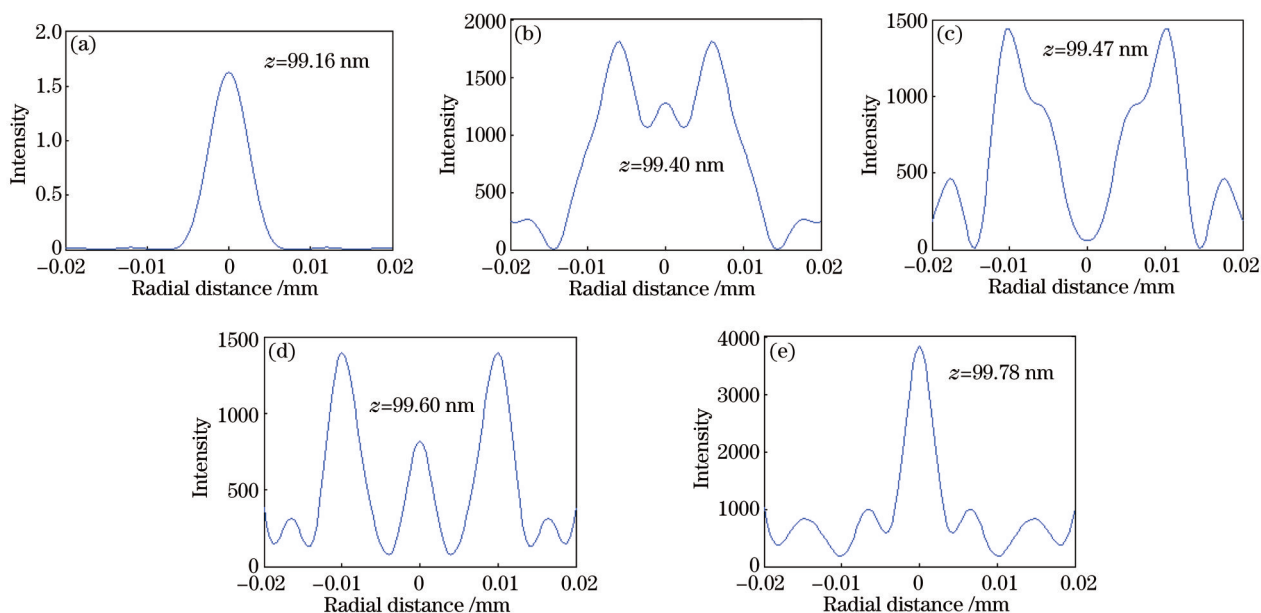 (a)
z=99.16 nm
2.0
1.5
1.0
0.5
0
Intensity
−0.02 −0.01 0 0.01 0.02
Radial distance /mm
(b)
z=99.40 nm
2000
1500
1000
500
0
Intensity
−0.02 −0.01 0 0.01 0.02
Radial distance /mm
(c)
z=99.47 nm
1500
1000
500
0
Intensity
−0.02 −0.01 0 0.01 0.02
Radial distance /mm
(d)
z=99.60 nm
1500
1000
500
0
Intensity
−0.02 −0.01 0 0.01 0.02
Radial distance /mm
(e)
z=99.78 nm
4000
3000
2000
1000
0
Intensity
−0.02 −0.01 0 0.01 0.02
Radial distance /mm